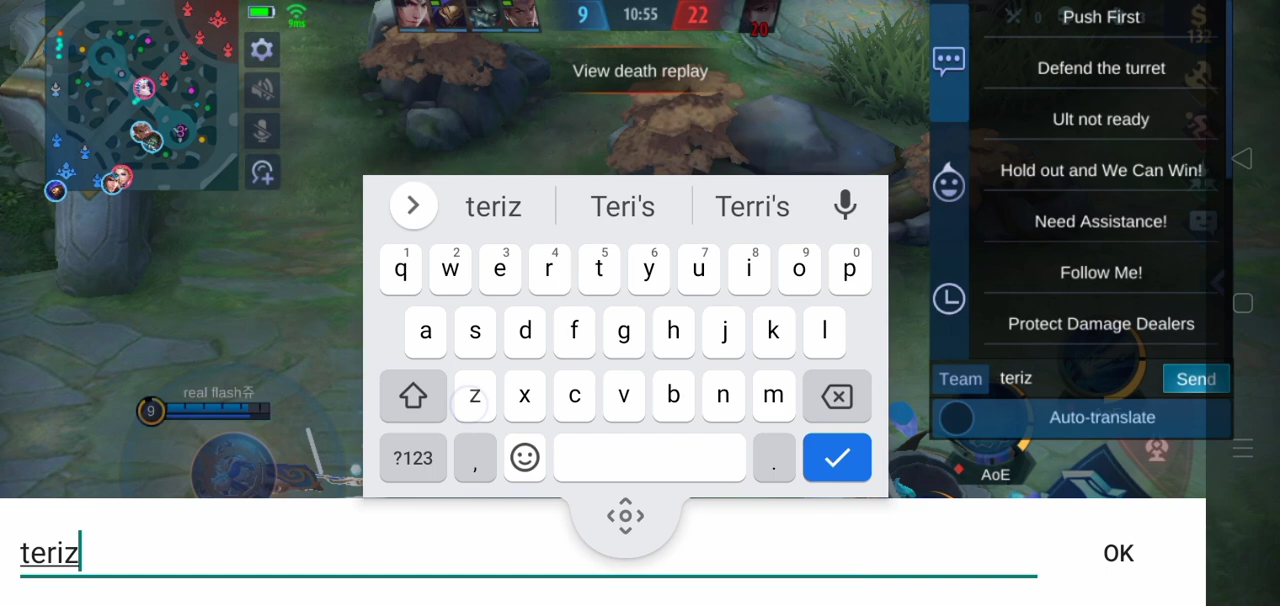 9ms
9 10:55 22
20
View death replay
Push First
132
Defend the turret
Ult not ready
Hold out and We Can Win!
Need Assistance!
Follow Me!
Protect Damage Dealers
Team teriz Send
Auto-translate
AoE
real flash쥬
9
teriz Teri's Terri's
1 2 3 4 5 6 7 8 9 0
q w e r t y u i o p
a s d f g h j k l
z x c v b n m
?123 , .
teriz OK